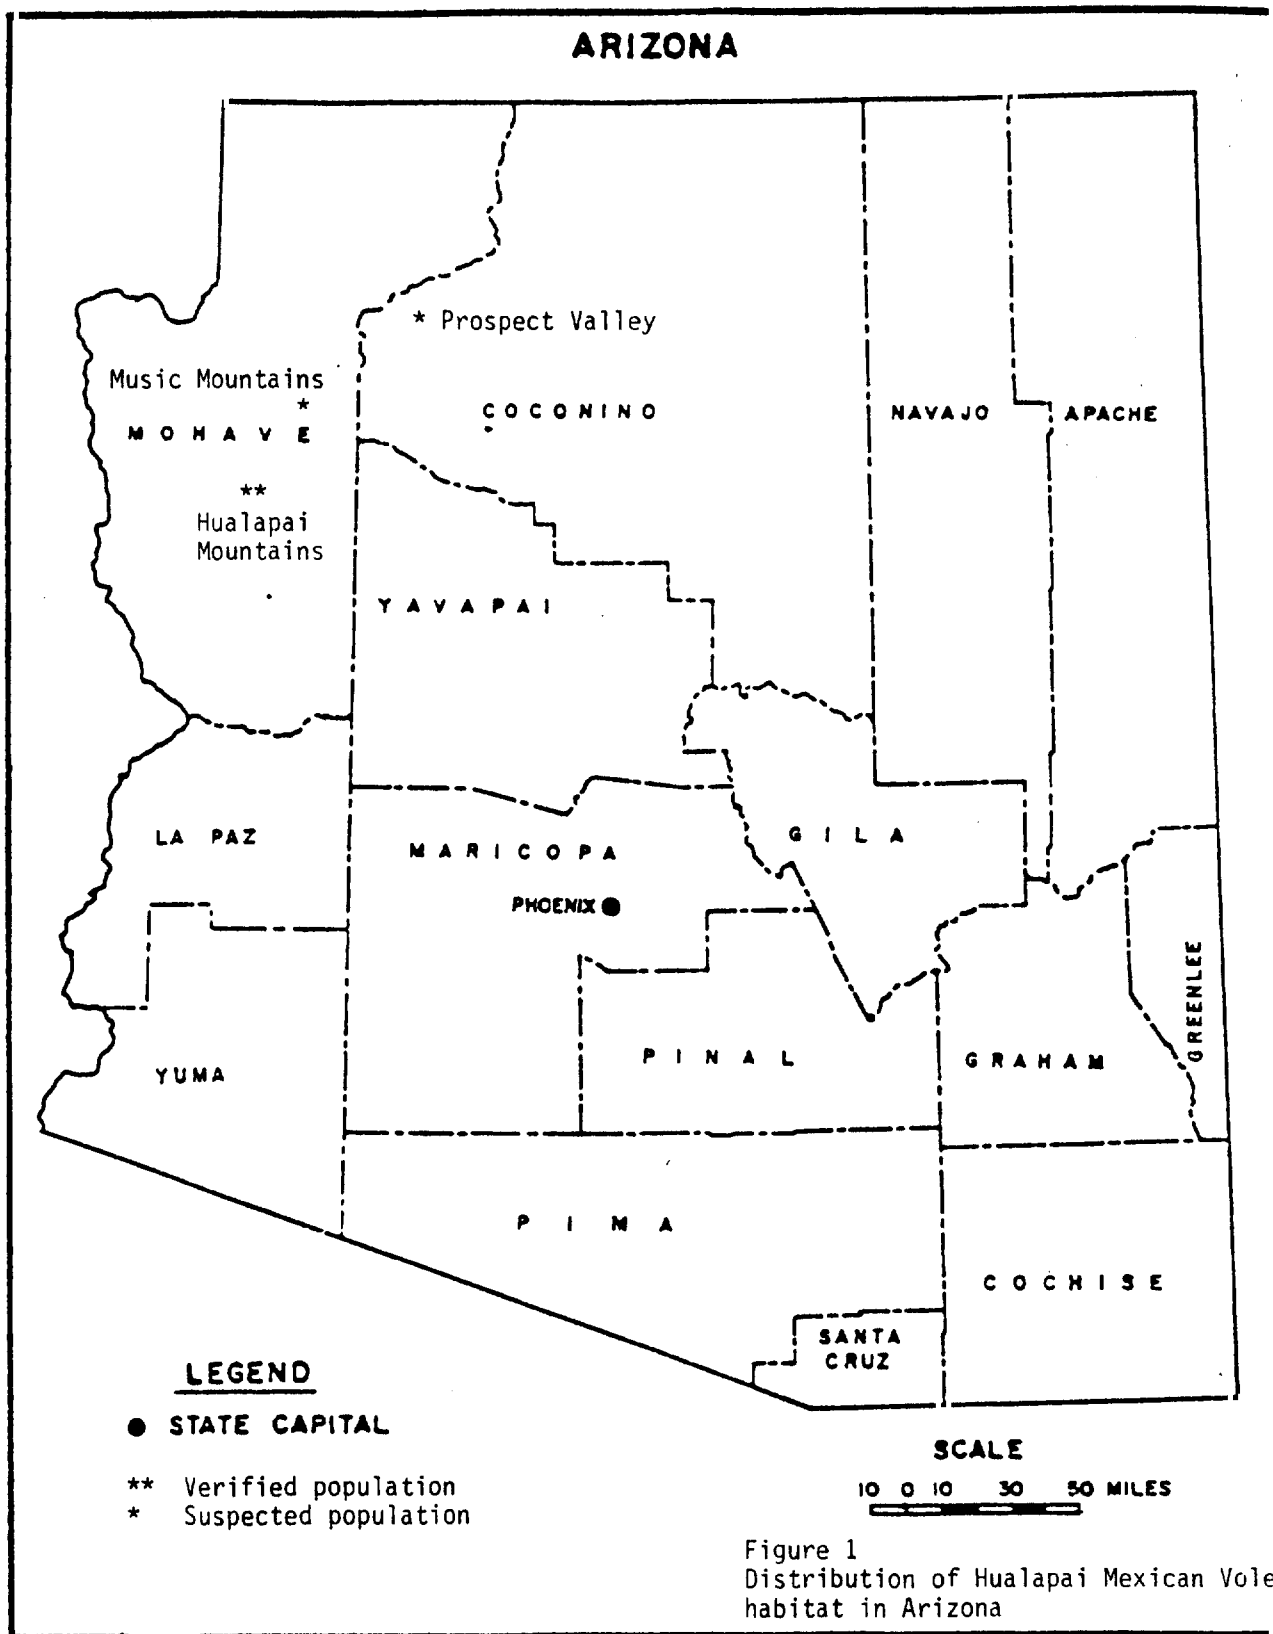 ARIZONA
* Prospect Valley
Music Mountains
*
MOHAVE
COCONINO
NAVAJO
APACHE
**
Hualapai
Mountains
YAVAPAI
LA PAZ
MARICOPA
GILA
PHOENIX
GREENLEE
YUMA
PINAL
GRAHAM
PIMA
COCHISE
SANTA
CRUZ
LEGEND
STATE CAPITAL
** Verified population
* Suspected population
SCALE
10 0 10 30 50 MILES
Figure 1
Distribution of Hualapai Mexican Vole
habitat in Arizona